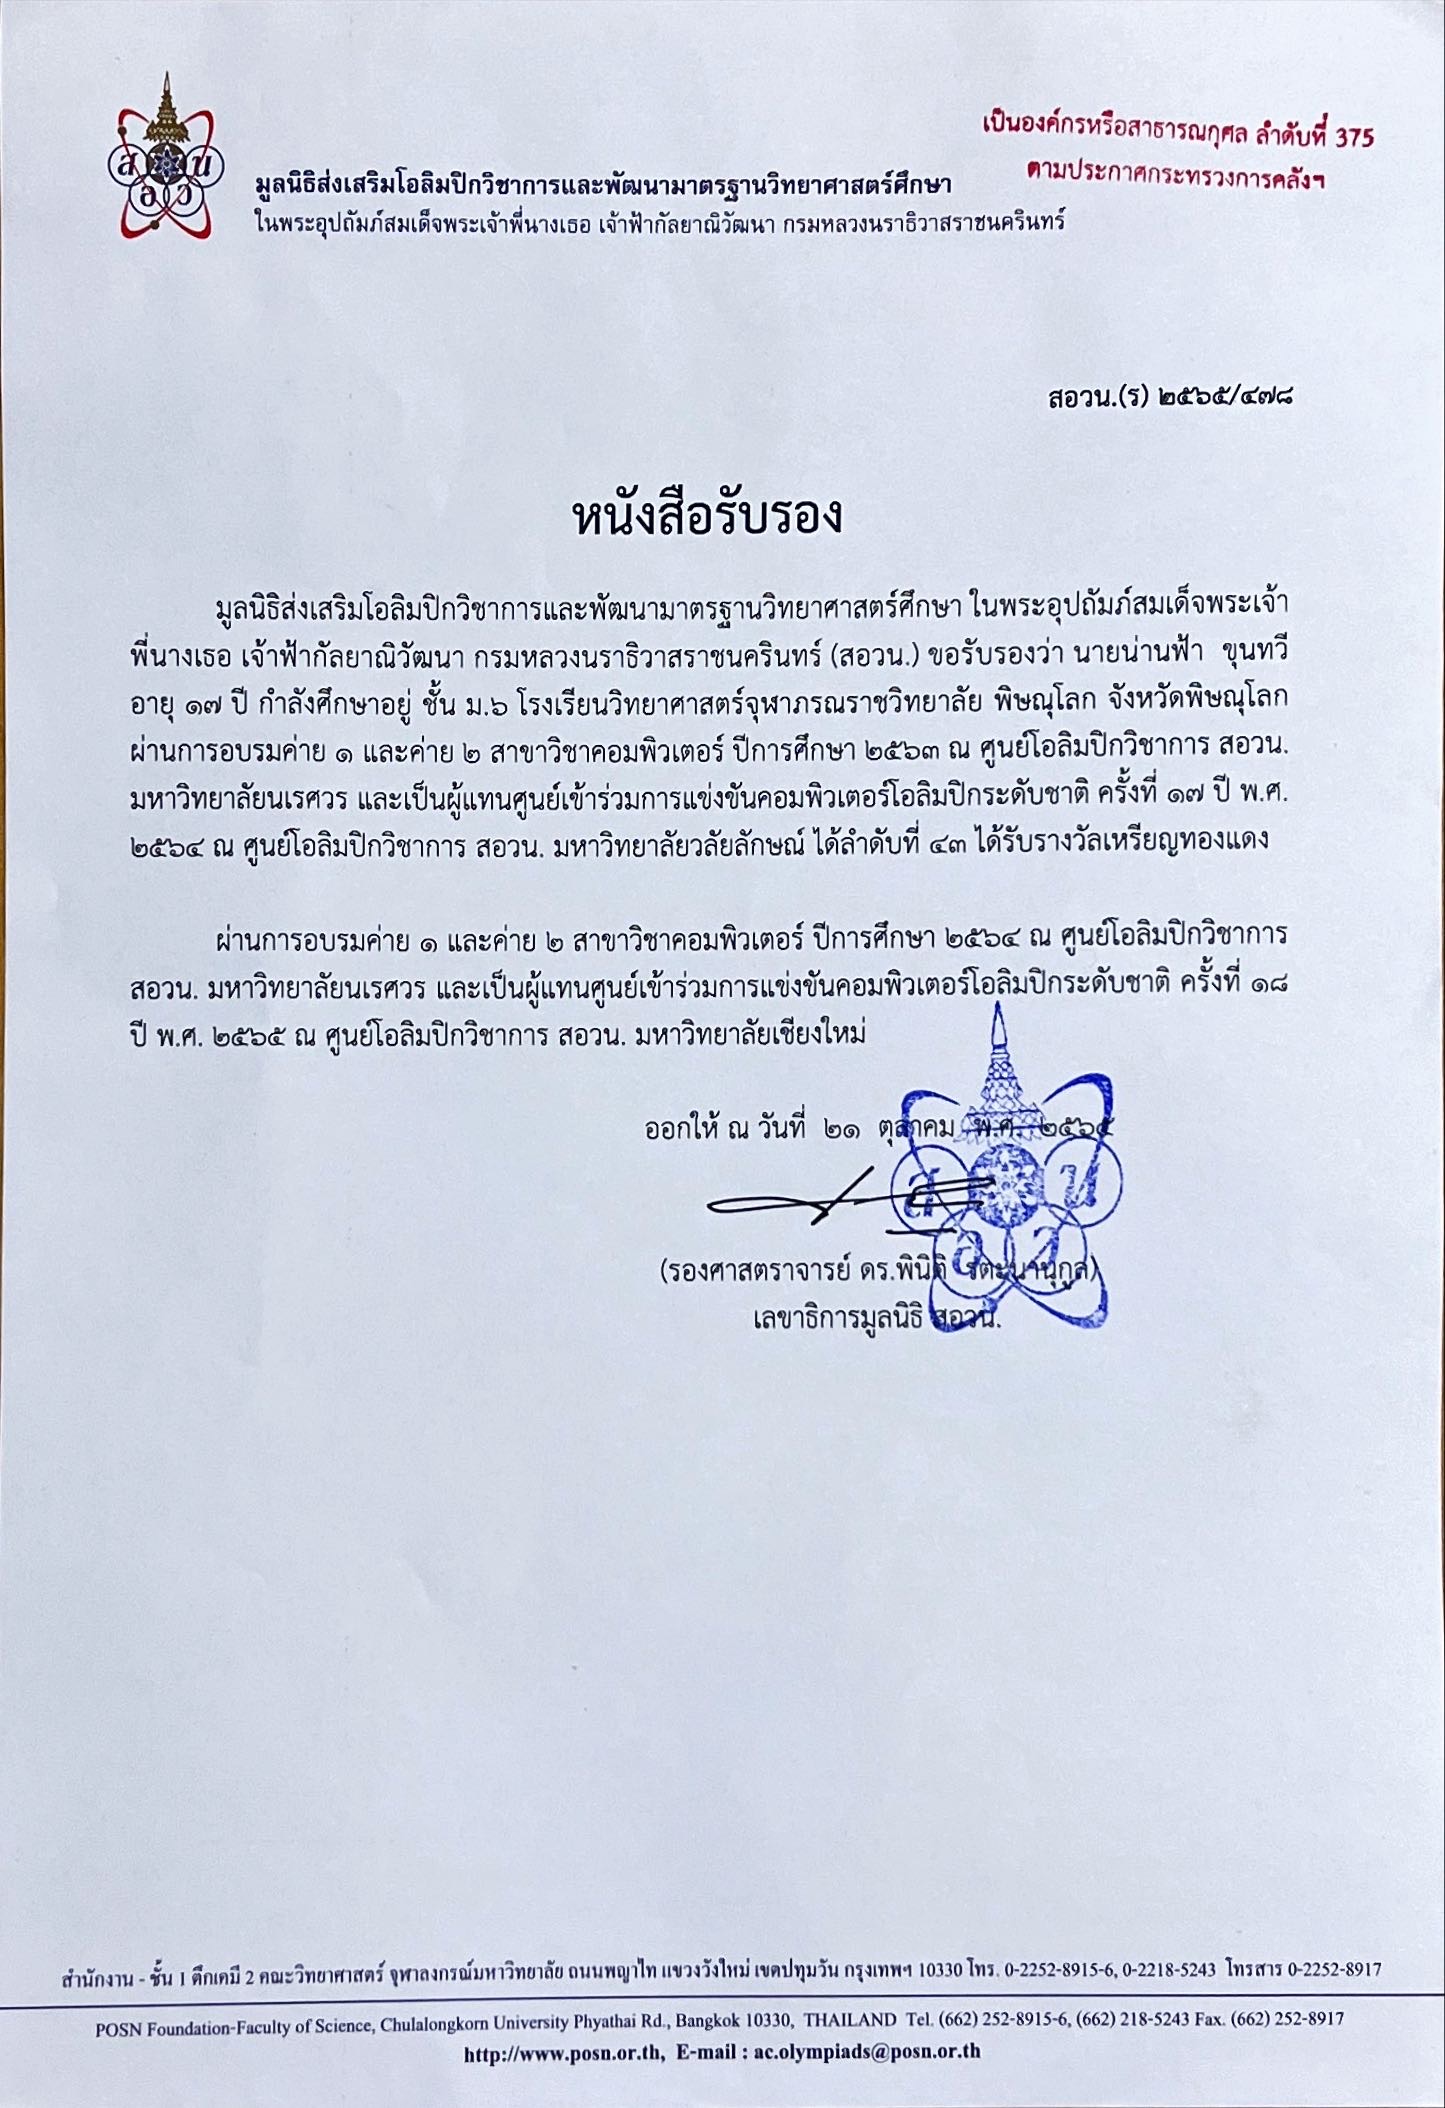 ส อ ว น
มูลนิธิส่งเสริมโอลิมปิกวิชาการและพัฒนามาตรฐานวิทยาศาสตร์ศึกษา
ในพระอุปถัมภ์สมเด็จพระเจ้าพี่นางเธอ เจ้าฟ้ากัลยาณิวัฒนา กรมหลวงนราธิวาสราชนครินทร์
เป็นองค์กรหรือสาธารณกุศล ลำดับที่ 375
ตามประกาศกระทรวงการคลังฯ
สอวน.(ร) ๒๕๖๕/๔๗๘
หนังสือรับรอง
มูลนิธิส่งเสริมโอลิมปิกวิชาการและพัฒนามาตรฐานวิทยาศาสตร์ศึกษา ในพระอุปถัมภ์สมเด็จพระเจ้า
พี่นางเธอ เจ้าฟ้ากัลยาณิวัฒนา กรมหลวงนราธิวาสราชนครินทร์ (สอวน.) ขอรับรองว่า นายน่านฟ้า ขุนทวี
อายุ ๑๗ ปี กำลังศึกษาอยู่ ชั้น ม.๖ โรงเรียนวิทยาศาสตร์จุฬาภรณราชวิทยาลัย พิษณุโลก จังหวัดพิษณุโลก
ผ่านการอบรมค่าย ๑ และค่าย ๒ สาขาวิชาคอมพิวเตอร์ ปีการศึกษา ๒๕๖๓ ณ ศูนย์โอลิมปิกวิชาการ สอวน.
มหาวิทยาลัยนเรศวร และเป็นผู้แทนศูนย์เข้าร่วมการแข่งขันคอมพิวเตอร์โอลิมปิกระดับชาติ ครั้งที่ ๑๗ ปี พ.ศ.
๒๕๖๔ ณ ศูนย์โอลิมปิกวิชาการ สอวน. มหาวิทยาลัยวลัยลักษณ์ ได้ลำดับที่ ๔๓ ได้รับรางวัลเหรียญทองแดง
ผ่านการอบรมค่าย ๑ และค่าย ๒ สาขาวิชาคอมพิวเตอร์ ปีการศึกษา ๒๕๖๔ ณ ศูนย์โอลิมปิกวิชาการ
สอวน. มหาวิทยาลัยนเรศวร และเป็นผู้แทนศูนย์เข้าร่วมการแข่งขันคอมพิวเตอร์โอลิมปิกระดับชาติ ครั้งที่ ๑๘
ปี พ.ศ. ๒๕๖๕ ณ ศูนย์โอลิมปิกวิชาการ สอวน. มหาวิทยาลัยเชียงใหม่
ออกให้ ณ วันที่ ๒๑ ตุลาคม พ.ศ. ๒๕๖๕
ส อ ว น
(รองศาสตราจารย์ ดร.พินิติ รตะนานุกูล)
เลขาธิการมูลนิธิ สอวน.
สำนักงาน - ชั้น 1 ตึกเคมี 2 คณะวิทยาศาสตร์ จุฬาลงกรณ์มหาวิทยาลัย ถนนพญาไท แขวงวังใหม่ เขตปทุมวัน กรุงเทพฯ 10330 โทร. 0-2252-8915-6, 0-2218-5243 โทรสาร 0-2252-8917
POSN Foundation-Faculty of Science, Chulalongkorn University Phyathai Rd., Bangkok 10330, THAILAND Tel. (662) 252-8915-6, (662) 218-5243 Fax. (662) 252-8917
http://www.posn.or.th, E-mail : ac.olympiads@posn.or.th